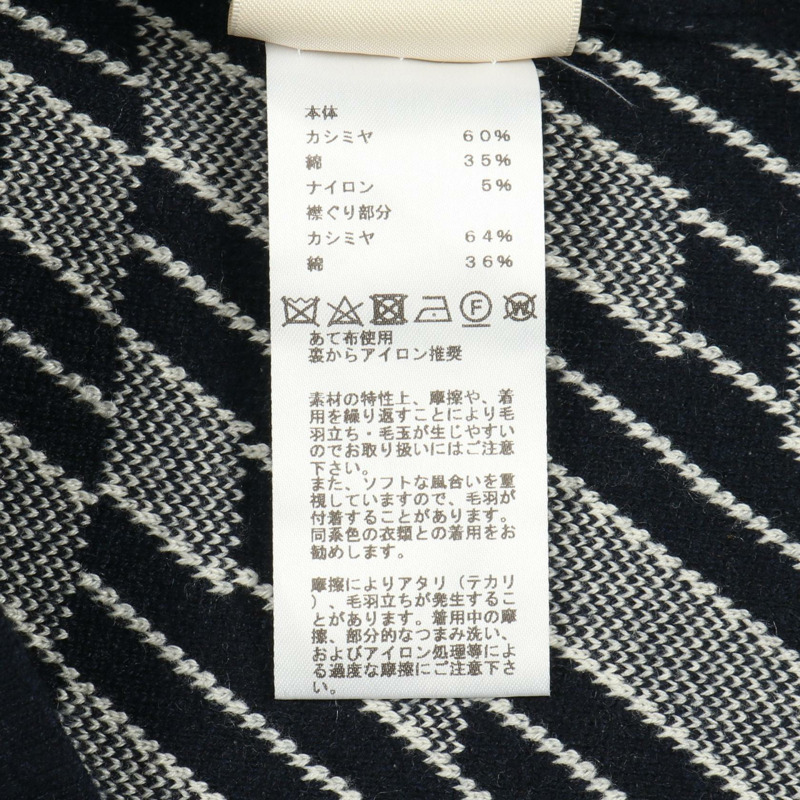 本体
カシミヤ 60%
綿 35%
ナイロン 5%
襟ぐり部分
カシミヤ 64%
綿 36%
F W
あて布使用
裏からアイロン推奨
素材の特性上、摩擦や、着
用を繰り返すことにより毛
羽立ち・毛玉が生じやすい
のでお取り扱いにはご注意
下さい。
また、ソフトな風合いを重
視していますので、毛羽が
付着することがあります。
同系色の衣類との着用をお
勧めします。
摩擦によりアタリ（テカリ
）、毛羽立ちが発生するこ
とがあります。着用中の摩
擦、部分的なつまみ洗い、
およびアイロン処理等によ
る過度な摩擦にご注意下さ
い。